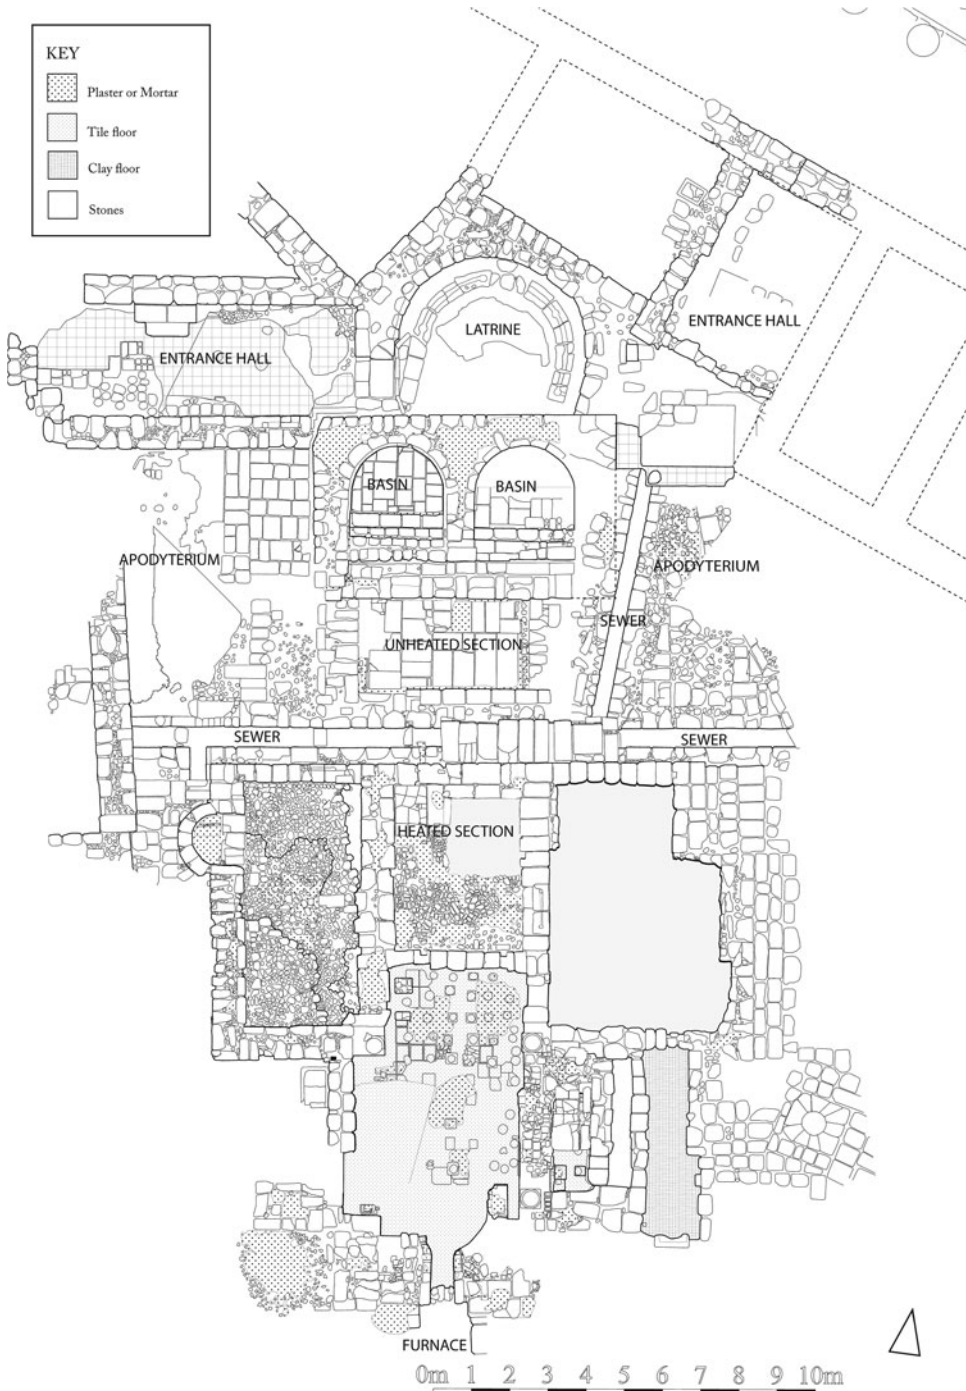 KEY
Plaster or Mortar
Tile floor
Clay floor
Stones
LATRINE
ENTRANCE HALL
ENTRANCE HALL
BASIN
BASIN
APODYTERIUM
APODYTERIUM
SEWER
UNHEATED SECTION
SEWER
SEWER
HEATED SECTION
FURNACE
0m 1 2 3 4 5 6 7 8 9 10m